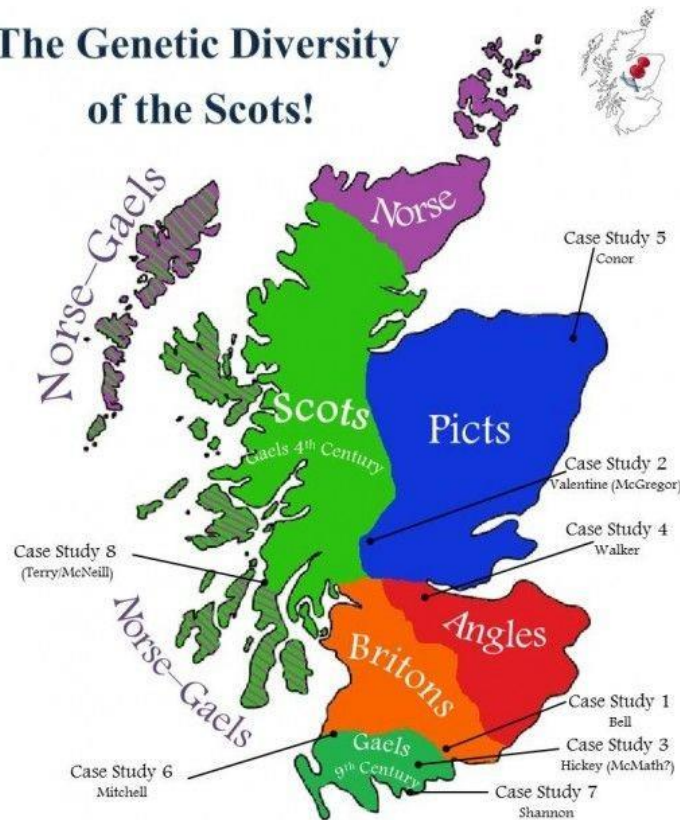 The Genetic Diversity
of the Scots!
Norse
Norse–Gaels
Case Study 5
Conor
Scots
Gaels 4th Century
Picts
Case Study 2
Valentine (McGregor)
Case Study 4
Walker
Case Study 8
(Terry/McNeill)
Norse–Gaels
Angles
Britons
Case Study 1
Bell
Gaels
9th Century
Case Study 3
Hickey (McMath?)
Case Study 6
Mitchell
Case Study 7
Shannon